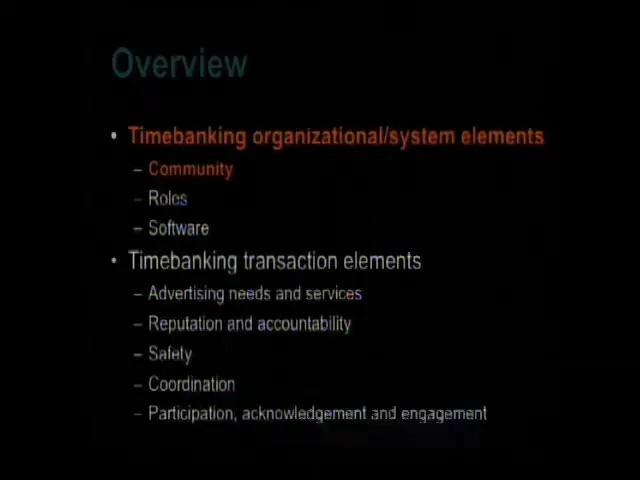 Overview
• Timebanking organizational/system elements
– Community
– Roles
– Software
• Timebanking transaction elements
– Advertising needs and services
– Reputation and accountability
– Safety
– Coordination
– Participation, acknowledgement and engagement